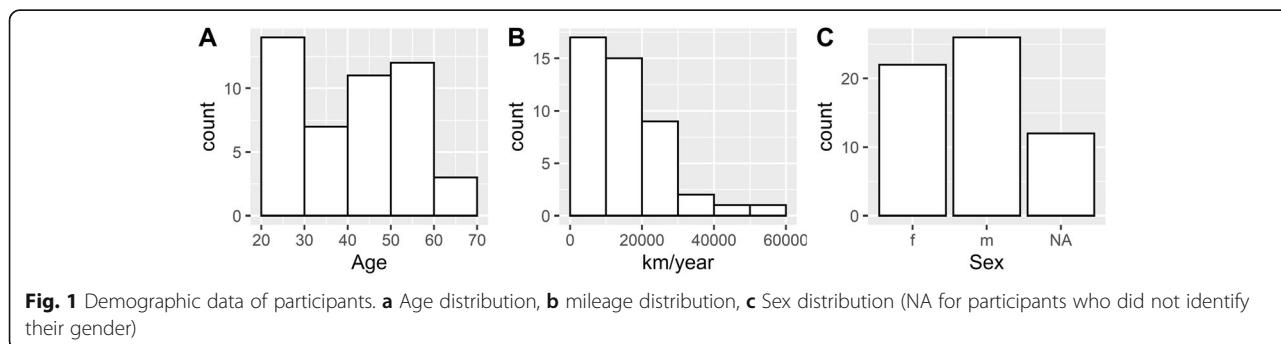 A
B
C
count
10
5
0
20 30 40 50 60 70
Age
count
15
10
5
0
0 20000 40000 60000
km/year
count
20
10
0
f m NA
Sex
Fig. 1 Demographic data of participants. a Age distribution, b mileage distribution, c Sex distribution (NA for participants who did not identify
their gender)